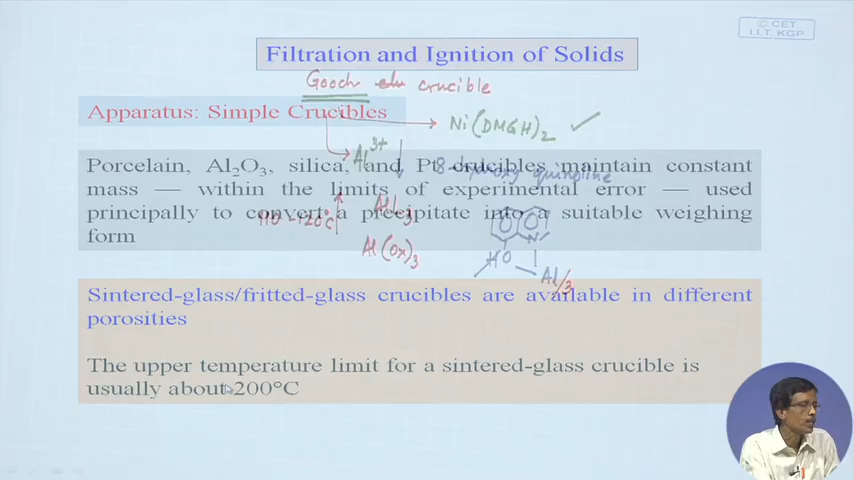 © CET
I.I.T. KGP
Filtration and Ignition of Solids
Gooch crucible
Apparatus: Simple Crucibles
Ni(DMGH)2 ✓
Al3+
Porcelain, Al2O3, silica, and Pt crucibles maintain constant
8-hydroxy quinoline
mass — within the limits of experimental error — used
principally to convert a precipitate into a suitable weighing
form
110-120°C
AlL3
Al(Ox)3
N
HO
Al/3
Sintered-glass/fritted-glass crucibles are available in different
porosities
The upper temperature limit for a sintered-glass crucible is
usually about 200°C